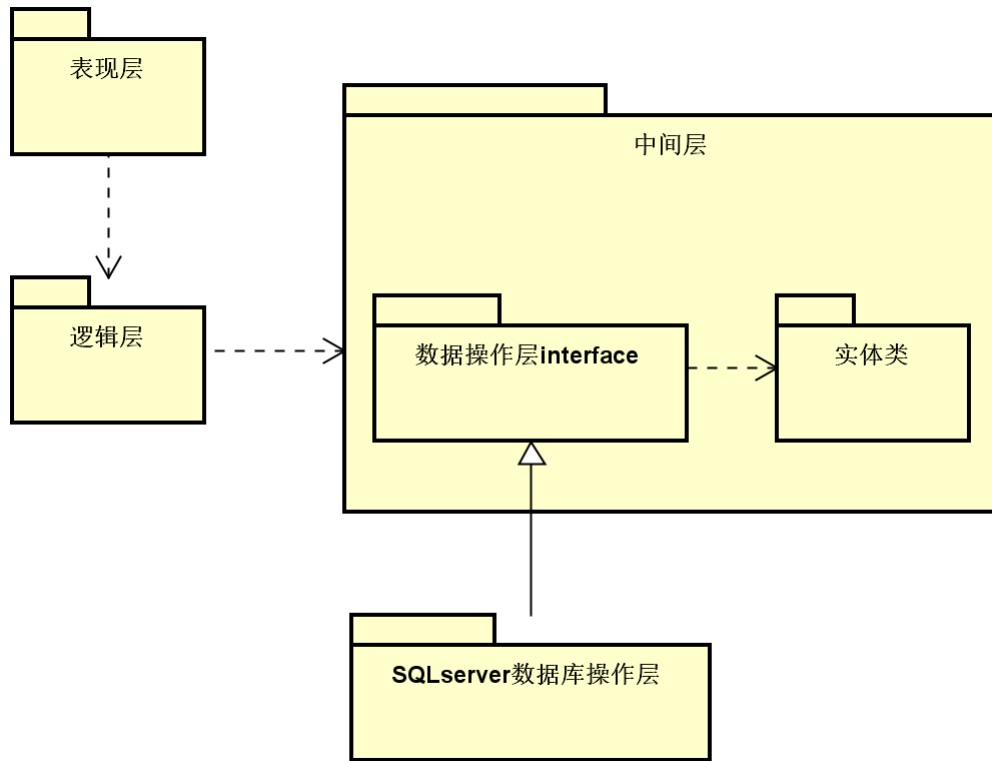 表现层
中间层
逻辑层
数据操作层interface
实体类
SQLserver数据库操作层